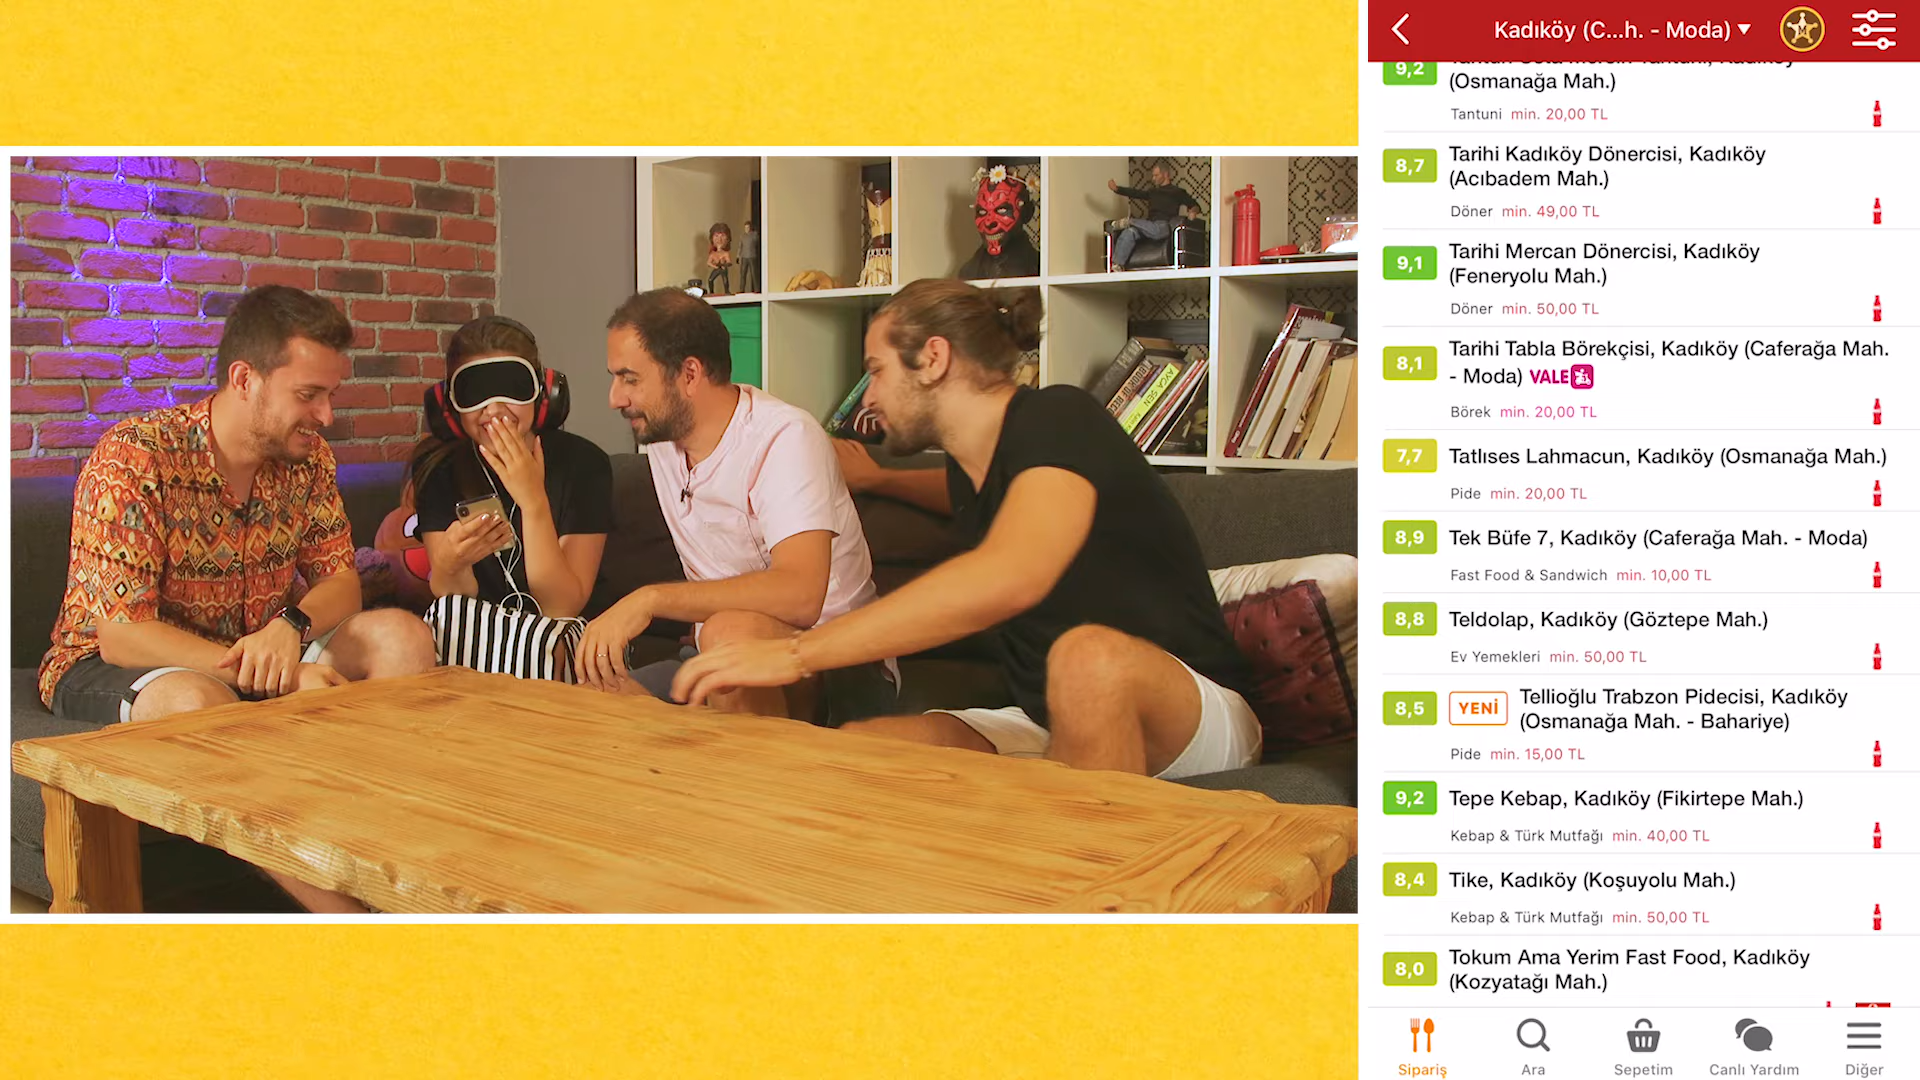 Kadıköy (C...h. - Moda) ▼
9,2
(Osmanağa Mah.)
Tantuni min. 20,00 TL
8,7
Tarihi Kadıköy Dönercisi, Kadıköy
(Acıbadem Mah.)
Döner min. 49,00 TL
9,1
Tarihi Mercan Dönercisi, Kadıköy
(Feneryolu Mah.)
Döner min. 50,00 TL
8,1
Tarihi Tabla Börekçisi, Kadıköy (Caferağa Mah.
- Moda) VALE
Börek min. 20,00 TL
7,7
Tatlıses Lahmacun, Kadıköy (Osmanağa Mah.)
Pide min. 20,00 TL
8,9
Tek Büfe 7, Kadıköy (Caferağa Mah. - Moda)
Fast Food & Sandwich min. 10,00 TL
8,8
Teldolap, Kadıköy (Göztepe Mah.)
Ev Yemekleri min. 50,00 TL
8,5
YENİ
Tellioğlu Trabzon Pidecisi, Kadıköy
(Osmanağa Mah. - Bahariye)
Pide min. 15,00 TL
9,2
Tepe Kebap, Kadıköy (Fikirtepe Mah.)
Kebap & Türk Mutfağı min. 40,00 TL
8,4
Tike, Kadıköy (Koşuyolu Mah.)
Kebap & Türk Mutfağı min. 50,00 TL
8,0
Tokum Ama Yerim Fast Food, Kadıköy
(Kozyatağı Mah.)
Sipariş
Ara
Sepetim
Canlı Yardım
Diğer